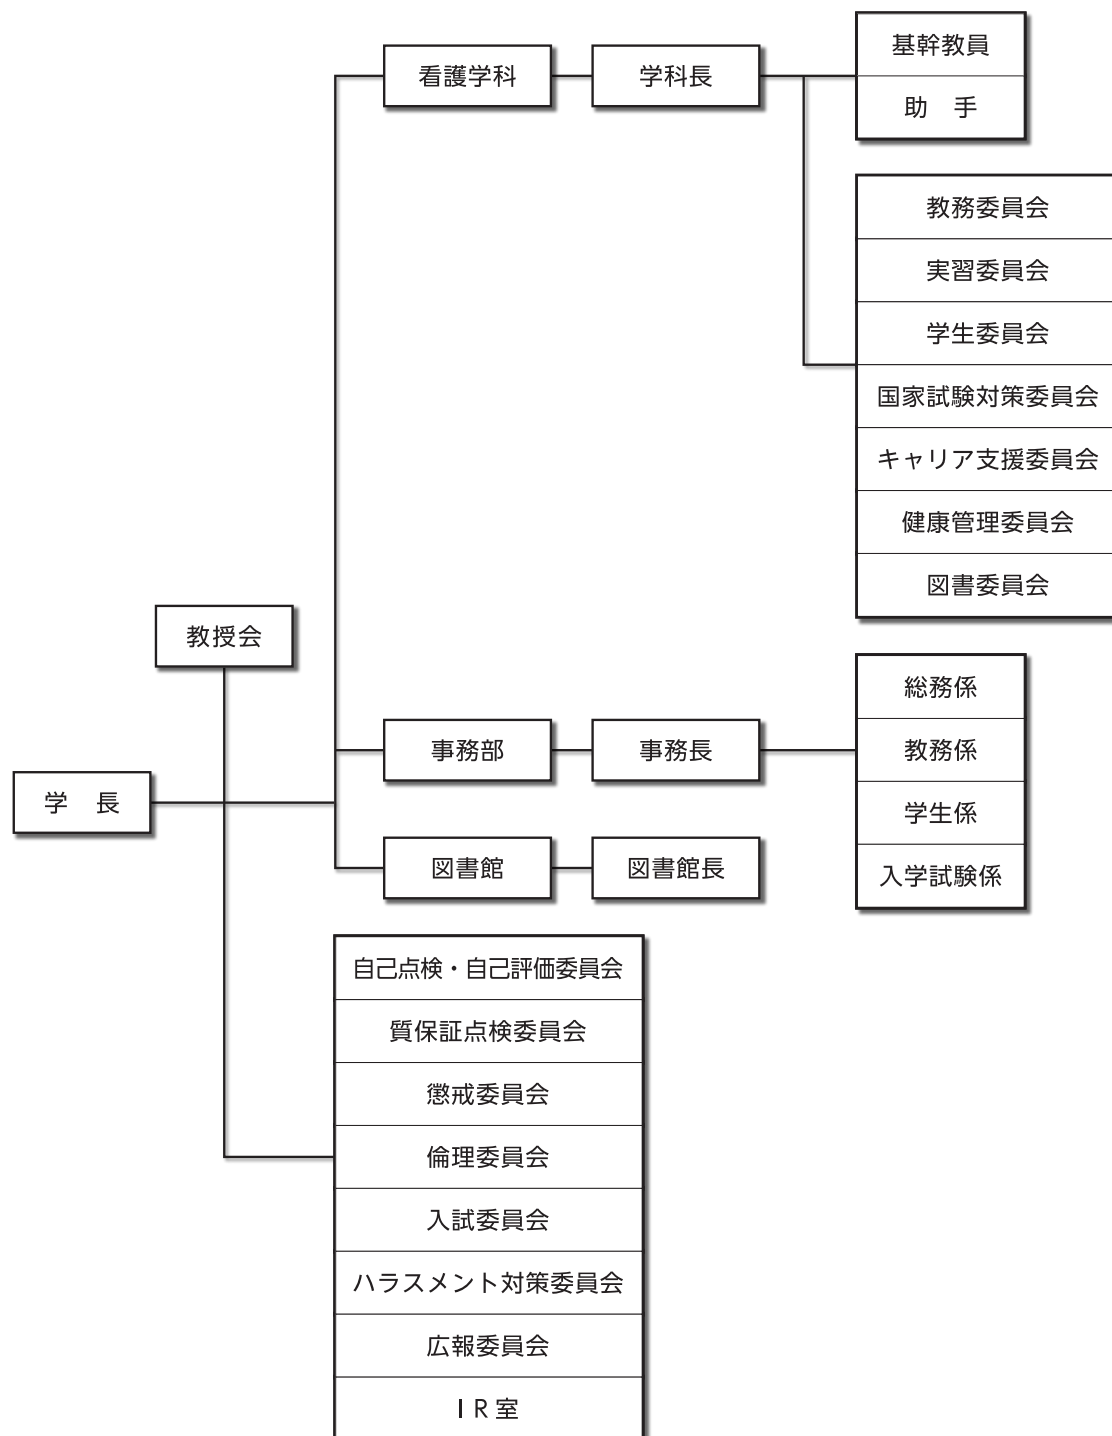 基幹教員
看護学科
学科長
助　手
教務委員会
実習委員会
学生委員会
国家試験対策委員会
キャリア支援委員会
健康管理委員会
図書委員会
教授会
総務係
事務部
事務長
教務係
学　長
学生係
図書館
図書館長
入学試験係
自己点検・自己評価委員会
質保証点検委員会
懲戒委員会
倫理委員会
入試委員会
ハラスメント対策委員会
広報委員会
ＩＲ室